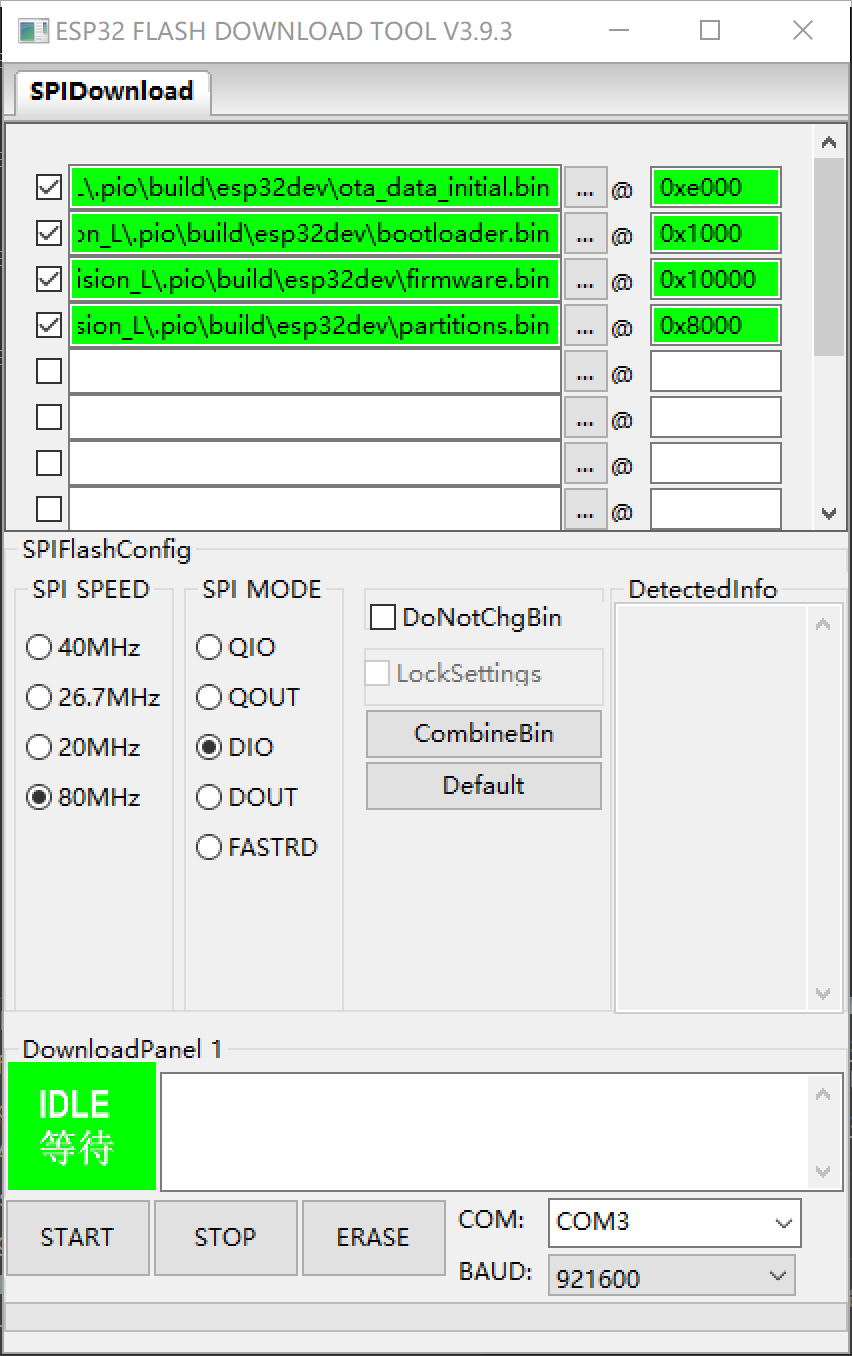 ESP32 FLASH DOWNLOAD TOOL V3.9.3
SPIDownload
.\.pio\build\esp32dev\ota_data_initial.bin ... @ 0xe000
on_L\.pio\build\esp32dev\bootloader.bin ... @ 0x1000
ision_L\.pio\build\esp32dev\firmware.bin ... @ 0x10000
sion_L\.pio\build\esp32dev\partitions.bin ... @ 0x8000
... @
... @
... @
... @
SPIFlashConfig
SPI SPEED
40MHz
26.7MHz
20MHz
80MHz
SPI MODE
QIO
QOUT
DIO
DOUT
FASTRD
DoNotChgBin
LockSettings
CombineBin
Default
DetectedInfo
DownloadPanel 1
IDLE
等待
START STOP ERASE
COM: COM3
BAUD: 921600